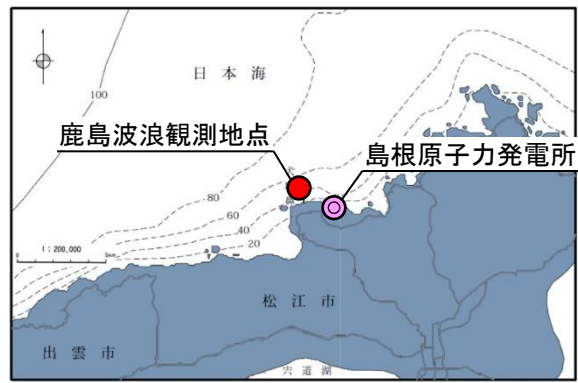 日本海
100
鹿島波浪観測地点
島根原子力発電所
80
60
40
20
1:200,000
5km
松江市
出雲市
宍道湖